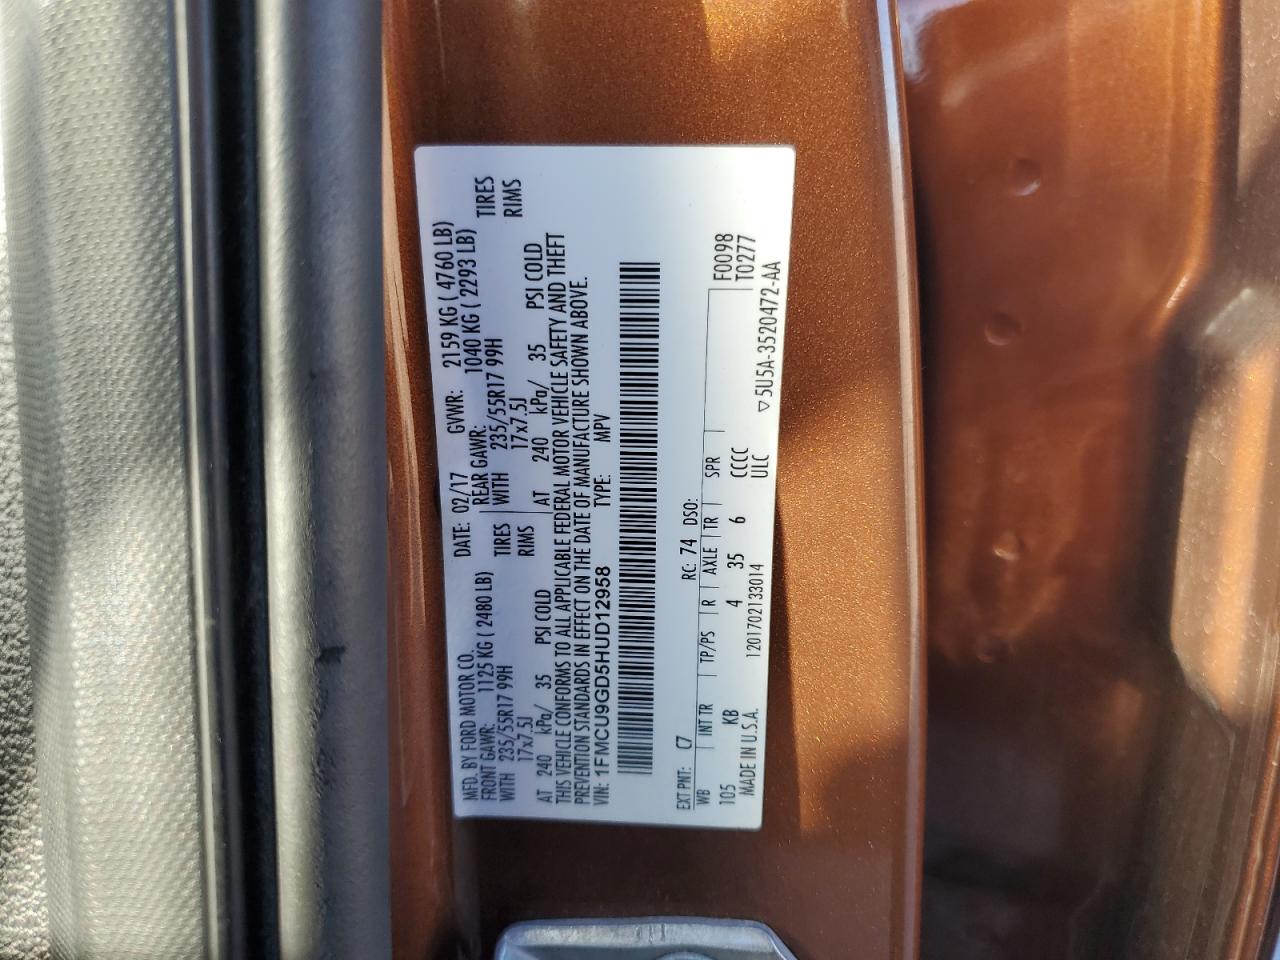 MFD. BY FORD MOTOR CO. DATE: 02/17 GVWR: 2159 KG ( 4760 LB)
FRONT GAWR: 1125 KG ( 2480 LB) REAR GAWR: 1040 KG ( 2293 LB)
WITH 235/55R17 99H TIRES WITH 235/55R17 99H TIRES
17x7.5J RIMS 17x7.5J RIMS
AT 240 kPa/ 35 PSI COLD AT 240 kPa/ 35 PSI COLD
THIS VEHICLE CONFORMS TO ALL APPLICABLE FEDERAL MOTOR VEHICLE SAFETY AND THEFT
PREVENTION STANDARDS IN EFFECT ON THE DATE OF MANUFACTURE SHOWN ABOVE.
VIN: 1FMCU9GD5HUD12958 TYPE: MPV
EXT PNT: C7 RC: 74 DSO:
WB INT TR TP/PS R AXLE TR SPR F0098
105 KB 4 35 6 CCCC T0277
MADE IN U.S.A. 1201702133014 ULC ▽5U5A-3520472-AA